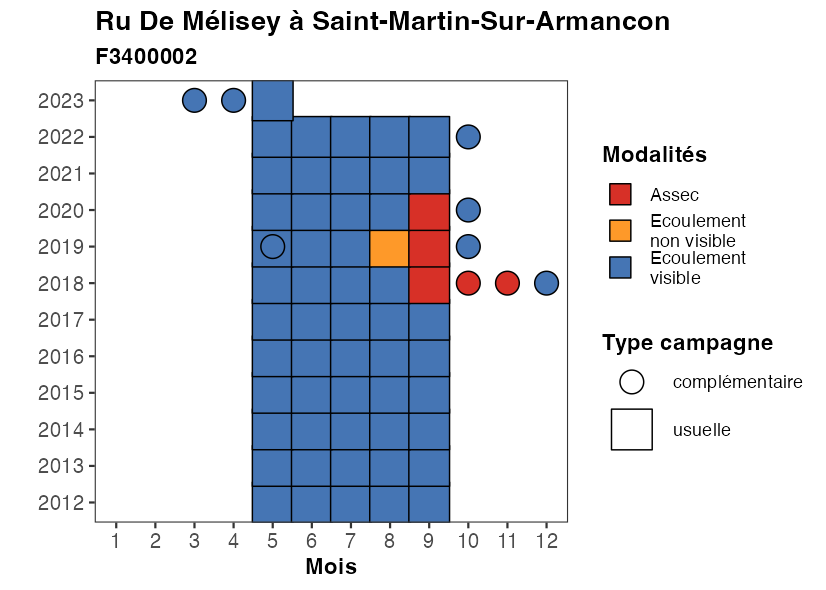 Ru De Mélisey à Saint-Martin-Sur-Armancon
F3400002
2023
2022
2021
2020
2019
2018
2017
2016
2015
2014
2013
2012
1 2 3 4 5 6 7 8 9 10 11 12
Mois
Modalités
Assec
Ecoulement
non visible
Ecoulement
visible
Type campagne
complémentaire
usuelle